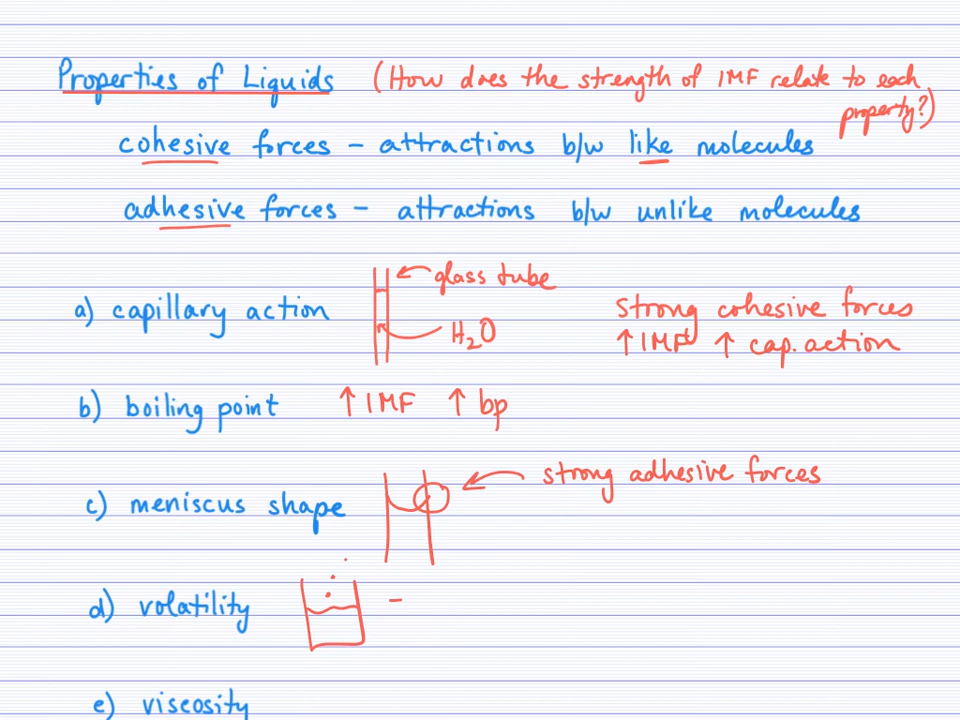 Properties of Liquids (How does the strength of IMF relate to each property?)
cohesive forces - attractions b/w like molecules
adhesive forces - attractions b/w unlike molecules
a) capillary action
glass tube
H₂O
strong cohesive forces
↑ IMFs ↑ cap. action
b) boiling point ↑ IMF ↑ bp
c) meniscus shape
strong adhesive forces
d) volatility -
e) viscosity